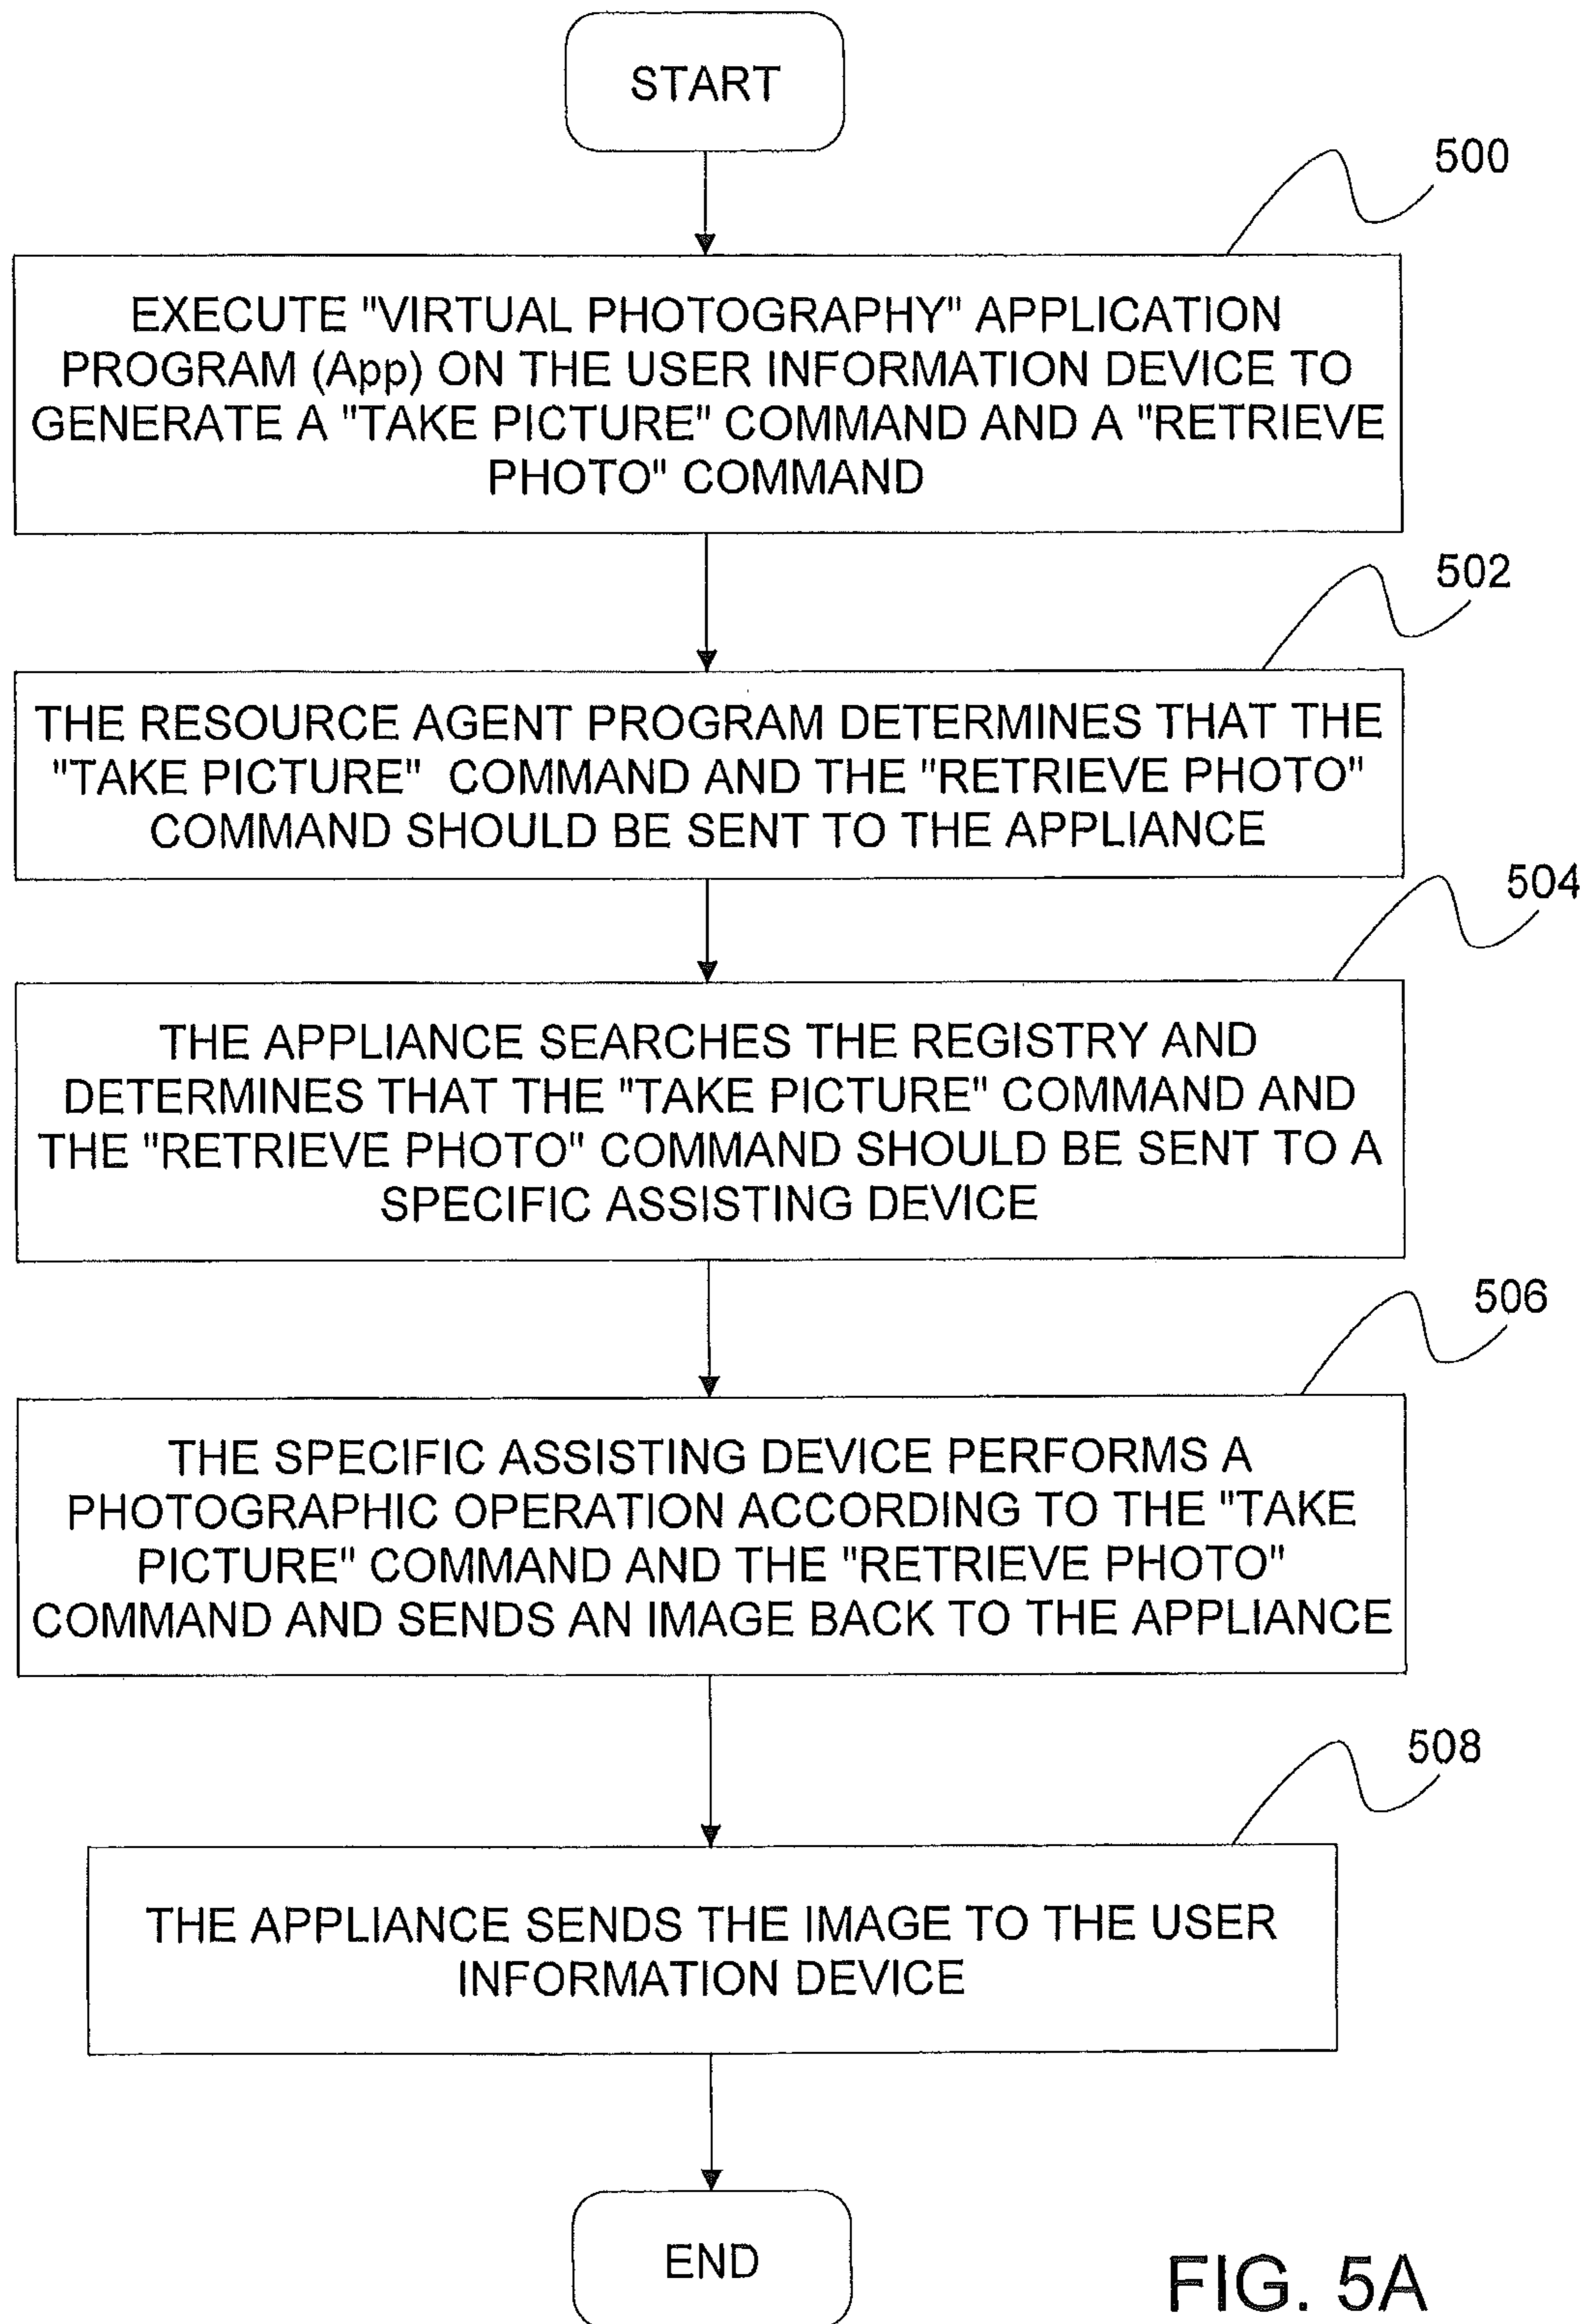 START
500
EXECUTE "VIRTUAL PHOTOGRAPHY" APPLICATION
PROGRAM (App) ON THE USER INFORMATION DEVICE TO
GENERATE A "TAKE PICTURE" COMMAND AND A "RETRIEVE
PHOTO" COMMAND
502
THE RESOURCE AGENT PROGRAM DETERMINES THAT THE
"TAKE PICTURE" COMMAND AND THE "RETRIEVE PHOTO"
COMMAND SHOULD BE SENT TO THE APPLIANCE
504
THE APPLIANCE SEARCHES THE REGISTRY AND
DETERMINES THAT THE "TAKE PICTURE" COMMAND AND
THE "RETRIEVE PHOTO" COMMAND SHOULD BE SENT TO A
SPECIFIC ASSISTING DEVICE
506
THE SPECIFIC ASSISTING DEVICE PERFORMS A
PHOTOGRAPHIC OPERATION ACCORDING TO THE "TAKE
PICTURE" COMMAND AND THE "RETRIEVE PHOTO"
COMMAND AND SENDS AN IMAGE BACK TO THE APPLIANCE
508
THE APPLIANCE SENDS THE IMAGE TO THE USER
INFORMATION DEVICE
END
FIG. 5A